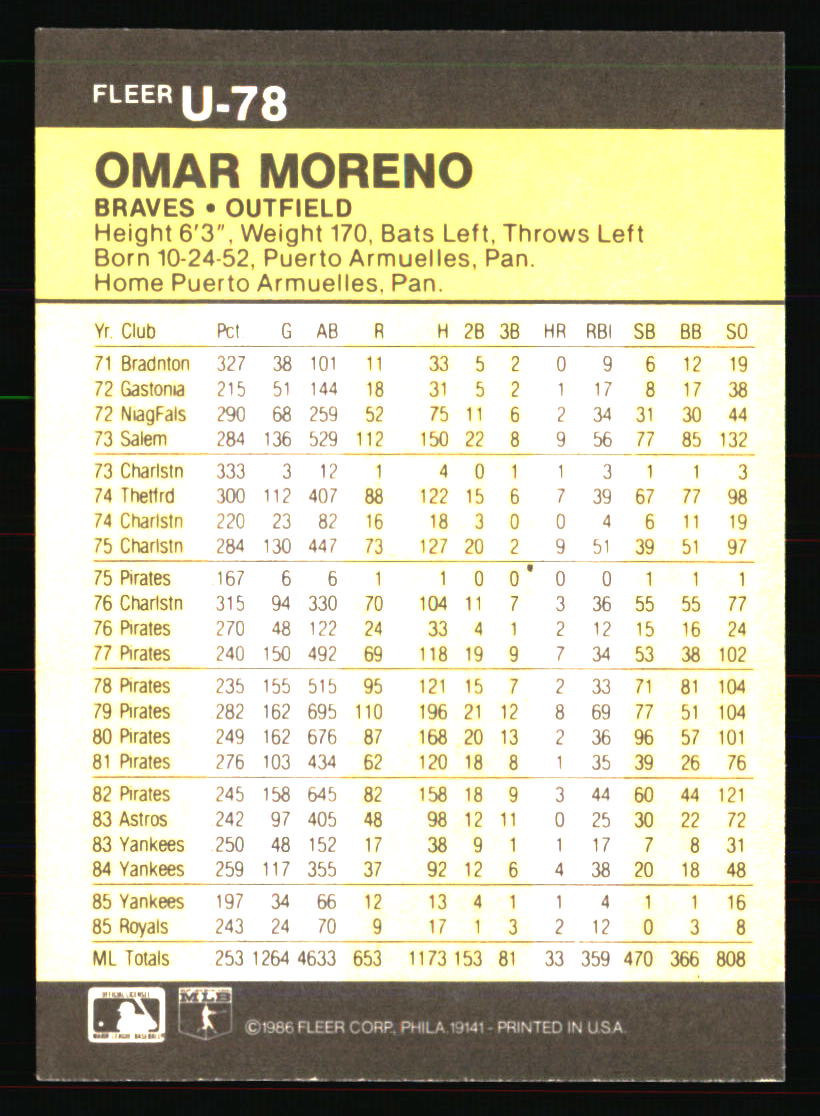 FLEER U-78
OMAR MORENO
BRAVES • OUTFIELD
Height 6'3", Weight 170, Bats Left, Throws Left
Born 10-24-52, Puerto Armuelles, Pan.
Home Puerto Armuelles, Pan.
Yr. Club Pct. G AB R H 2B 3B HR RBI SB BB SO
71 Bradnton .327 38 101 11 33 5 2 0 9 6 12 19
72 Gastonia .215 51 144 18 31 5 2 1 17 8 17 38
72 NiagFals .290 68 259 52 75 11 6 2 34 31 30 44
73 Salem .284 136 529 112 150 22 8 9 56 77 85 132
73 Charlstn .333 3 12 1 4 0 1 1 3 1 1 3
74 Thetfrd .300 112 407 88 122 15 6 7 39 67 77 98
74 Charlstn .220 23 82 16 18 3 0 0 4 6 11 19
75 Charlstn .284 130 447 73 127 20 2 9 51 39 51 97
75 Pirates .167 6 6 1 1 0 0 0 0 1 1 1
76 Charlstn .315 94 330 70 104 11 7 3 36 55 55 77
76 Pirates .270 48 122 24 33 4 1 2 12 15 16 24
77 Pirates .240 150 492 69 118 19 9 7 34 53 38 102
78 Pirates .235 155 515 95 121 15 7 2 33 71 81 104
79 Pirates .282 162 695 110 196 21 12 8 69 77 51 104
80 Pirates .249 162 676 87 168 20 13 2 36 96 57 101
81 Pirates .276 103 434 62 120 18 8 1 35 39 26 76
82 Pirates .245 158 645 82 158 18 9 3 44 60 44 121
83 Astros .242 97 405 48 98 12 11 0 25 30 22 72
83 Yankees .250 48 152 17 38 9 1 1 17 7 8 31
84 Yankees .259 117 355 37 92 12 6 4 38 20 18 48
85 Yankees .197 34 66 12 13 4 1 1 4 1 1 16
85 Royals .243 24 70 9 17 1 3 2 12 0 3 8
ML Totals .253 1264 4633 653 1173 153 81 33 359 470 366 808
OFFICIAL LICENSEE
MAJOR LEAGUE BASEBALL
MLB
©1986 FLEER CORP., PHILA. 19141 - PRINTED IN U.S.A.